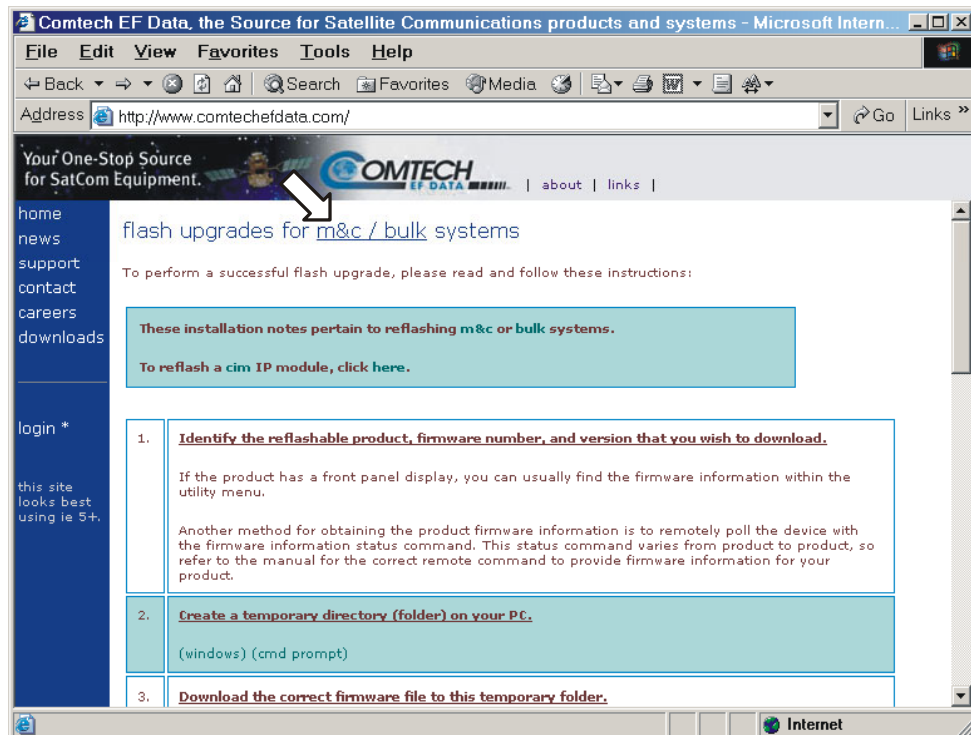 Comtech EF Data, the Source for Satellite Communications products and systems - Microsoft Intern...
File Edit View Favorites Tools Help
Back Search Favorites Media
Address http://www.comtechefdata.com/ Go Links »
Your One-Stop Source
for SatCom Equipment.
COMTECH
EF DATA
| about | links |
home
news
support
contact
careers
downloads
login *
this site
looks best
using ie 5+.
flash upgrades for m&c / bulk systems
To perform a successful flash upgrade, please read and follow these instructions:
These installation notes pertain to reflashing m&c or bulk systems.
To reflash a cim IP module, click here.
1. Identify the reflashable product, firmware number, and version that you wish to download.
If the product has a front panel display, you can usually find the firmware information within the
utility menu.
Another method for obtaining the product firmware information is to remotely poll the device with
the firmware information status command. This status command varies from product to product, so
refer to the manual for the correct remote command to provide firmware information for your
product.
2. Create a temporary directory (folder) on your PC.
(windows) (cmd prompt)
3. Download the correct firmware file to this temporary folder.
Internet